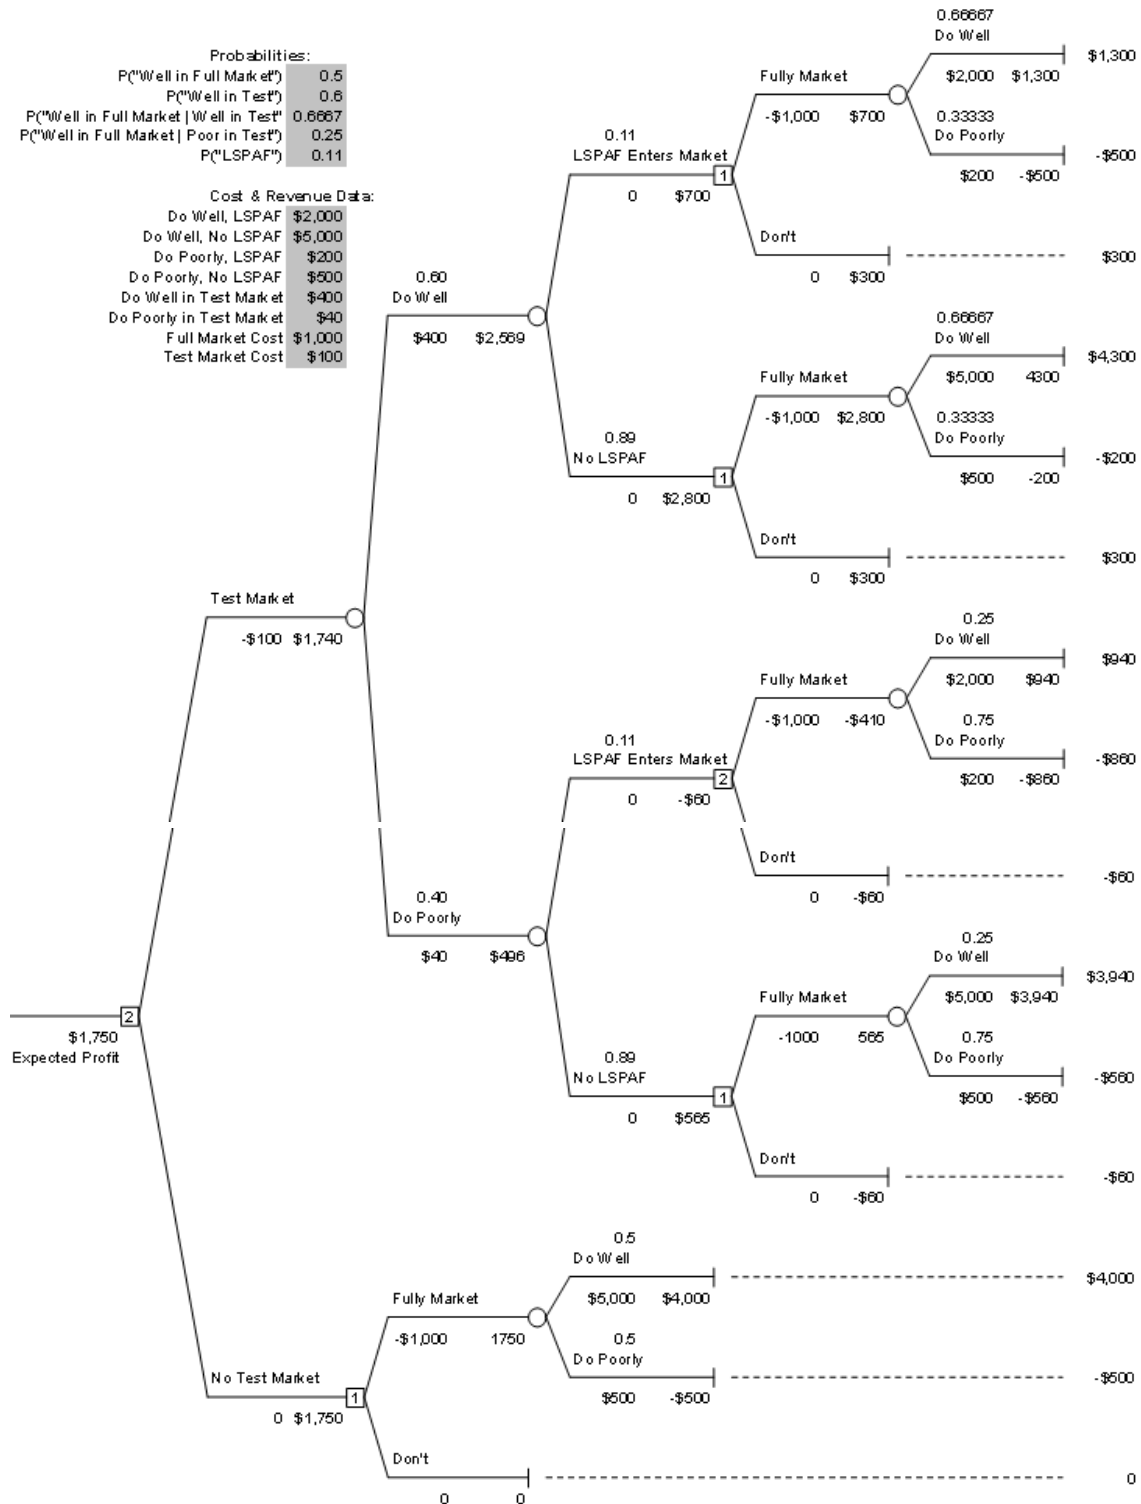 0.66667
Do Well
$1,300
$2,000 $1,300
Probabilities:
P("Well in Full Market") 0.5
P("Well in Test") 0.6
P("Well in Full Market | Well in Test" 0.6667
P("Well in Full Market | Poor in Test") 0.25
P("LSPAF") 0.11
Fully Market
-$1,000 $700
0.33333
Do Poorly
-$500
$200 -$500
0.11
LSPAF Enters Market
1
0 $700
Cost & Revenue Data:
Do Well, LSPAF $2,000
Do Well, No LSPAF $5,000
Do Poorly, LSPAF $200
Do Poorly, No LSPAF $500
Do Well in Test Market $400
Do Poorly in Test Market $40
Full Market Cost $1,000
Test Market Cost $100
Don't
$300
0 $300
0.60
Do Well
$400 $2,569
0.66667
Do Well
$4,300
$5,000 4300
Fully Market
-$1,000 $2,800
0.33333
Do Poorly
-$200
$500 -200
0.89
No LSPAF
1
0 $2,800
Don't
$300
0 $300
Test Market
-$100 $1,740
0.25
Do Well
$940
$2,000 $940
Fully Market
-$1,000 -$410
0.75
Do Poorly
-$860
$200 -$860
0.11
LSPAF Enters Market
2
0 -$60
Don't
-$60
0 -$60
0.40
Do Poorly
$40 $496
0.25
Do Well
$3,940
$5,000 $3,940
Fully Market
-1000 565
0.75
Do Poorly
-$560
$500 -$560
2
$1,750
Expected Profit
0.89
No LSPAF
1
0 $565
Don't
-$60
0 -$60
0.5
Do Well
$4,000
$5,000 $4,000
Fully Market
-$1,000 1750
0.5
Do Poorly
-$500
$500 -$500
No Test Market
1
0 $1,750
Don't
0
0 0